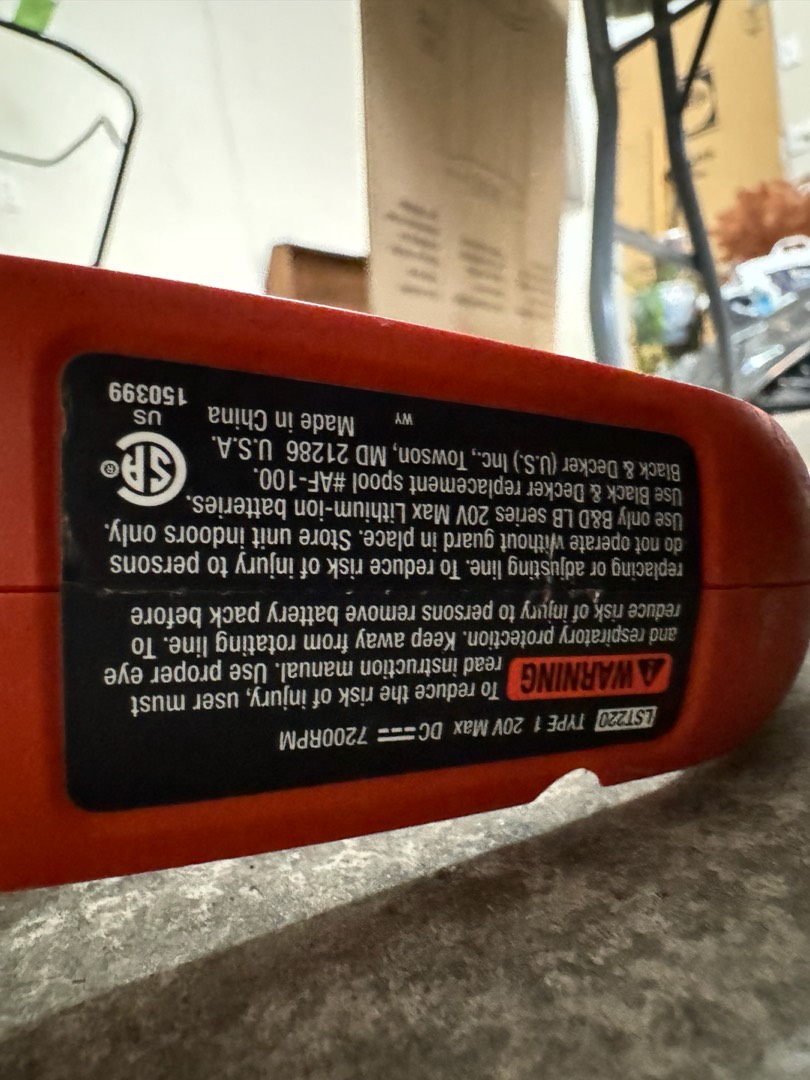 LST220 TYPE 1 20V Max DC 7200RPM
WARNING To reduce the risk of injury, user must
read instruction manual. Use proper eye
and respiratory protection. Keep away from rotating line. To
reduce risk of injury to persons remove battery pack before
replacing or adjusting line. To reduce risk of injury to persons
do not operate without guard in place. Store unit indoors only.
Use only B&D LB series 20V Max Lithium-ion batteries.
Use Black & Decker replacement spool #AF-100.
Black & Decker (U.S.) Inc., Towson, MD 21286 U.S.A.
WY Made in China
SA ®
US
150399